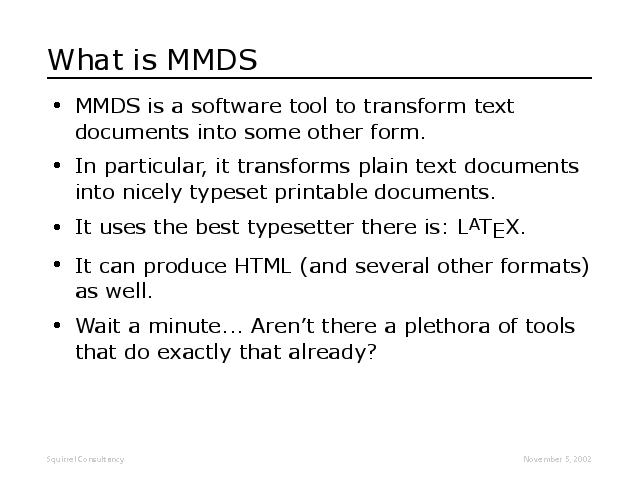 What is MMDS
• MMDS is a software tool to transform text
documents into some other form.
• In particular, it transforms plain text documents
into nicely typeset printable documents.
• It uses the best typesetter there is: LATEX.
• It can produce HTML (and several other formats)
as well.
• Wait a minute... Aren't there a plethora of tools
that do exactly that already?
Squirrel Consultancy
November 5, 2002